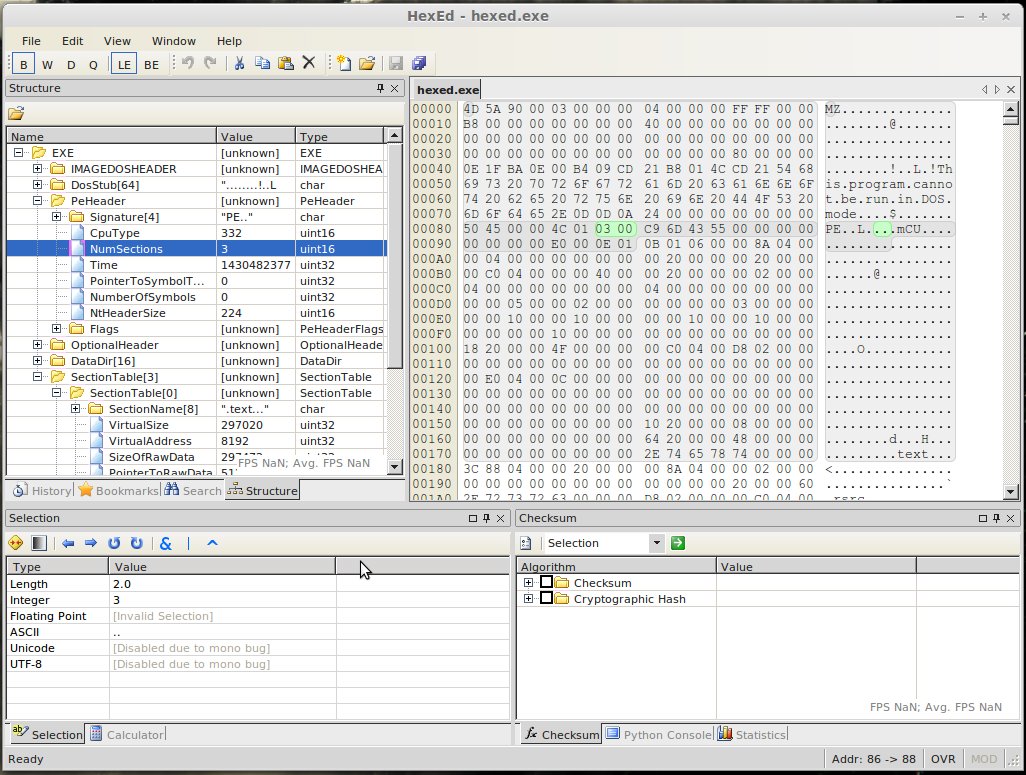 HexEd - hexed.exe
File Edit View Window Help
B W D Q LE BE
Structure
hexed.exe
Name Value Type
EXE [unknown] EXE
IMAGEDOSHEADER [unknown] IMAGEDOSHEA
DosStub[64] "........!..L char
PeHeader [unknown] PeHeader
Signature[4] "PE.." char
CpuType 332 uint16
NumSections 3 uint16
Time 1430482377 uint32
PointerToSymbolT... 0 uint32
NumberOfSymbols 0 uint32
NtHeaderSize 224 uint16
Flags [unknown] PeHeaderFlags
OptionalHeader [unknown] OptionalHeade
DataDir[16] [unknown] DataDir
SectionTable[3] [unknown] SectionTable
SectionTable[0] [unknown] SectionTable
SectionName[8] ".text..." char
VirtualSize 297020 uint32
VirtualAddress 8192 uint32
SizeOfRawData 297472 uint32
PointerToRawData 512
FPS NaN; Avg. FPS NaN
History Bookmarks Search Structure
00000 4D 5A 90 00 03 00 00 00 04 00 00 00 FF FF 00 00 MZ..............
00010 B8 00 00 00 00 00 00 00 40 00 00 00 00 00 00 00 ........@.......
00020 00 00 00 00 00 00 00 00 00 00 00 00 00 00 00 00 ................
00030 00 00 00 00 00 00 00 00 00 00 00 00 80 00 00 00 ................
00040 0E 1F BA 0E 00 B4 09 CD 21 B8 01 4C CD 21 54 68 ........!..L.!Th
00050 69 73 20 70 72 6F 67 72 61 6D 20 63 61 6E 6E 6F is.program.canno
00060 74 20 62 65 20 72 75 6E 20 69 6E 20 44 4F 53 20 t.be.run.in.DOS.
00070 6D 6F 64 65 2E 0D 0D 0A 24 00 00 00 00 00 00 00 mode....$.......
00080 50 45 00 00 4C 01 03 00 C9 6D 43 55 00 00 00 00 PE..L....mCU....
00090 00 00 00 00 E0 00 0E 01 0B 01 06 00 00 8A 04 00 ................
000A0 00 04 00 00 00 00 00 00 00 00 00 00 00 20 00 00 ................
000B0 00 C0 04 00 00 00 40 00 00 20 00 00 00 02 00 00 ......@.........
000C0 04 00 00 00 00 00 00 00 04 00 00 00 00 00 00 00 ................
000D0 00 00 05 00 00 02 00 00 00 00 00 00 03 00 00 00 ................
000E0 00 00 10 00 00 10 00 00 00 00 10 00 00 10 00 00 ................
000F0 00 00 00 00 10 00 00 00 00 00 00 00 00 00 00 00 ................
00100 18 20 00 00 4F 00 00 00 00 C0 04 00 D8 02 00 00 ....O...........
00110 00 00 00 00 00 00 00 00 00 00 00 00 00 00 00 00 ................
00120 00 E0 04 00 0C 00 00 00 00 00 00 00 00 00 00 00 ................
00130 00 00 00 00 00 00 00 00 00 00 00 00 00 00 00 00 ................
00140 00 00 00 00 00 00 00 00 00 00 00 00 00 00 00 00 ................
00150 00 00 00 00 00 00 00 00 10 20 00 00 08 00 00 00 ................
00160 00 00 00 00 00 00 00 00 64 20 00 00 48 00 00 00 ........d...H...
00170 00 00 00 00 00 00 00 00 2E 74 65 78 74 00 00 00 .........text...
00180 3C 88 04 00 00 20 00 00 00 8A 04 00 00 02 00 00 <...............
00190 00 00 00 00 00 00 00 00 00 00 00 00 20 00 00 60 ...............`
001A0 2E 72 73 72 63 00 00 00 D8 02 00 00 00 C0 04 00 .rsrc...........
Selection
Type Value
Length 2.0
Integer 3
Floating Point [Invalid Selection]
ASCII ..
Unicode [Disabled due to mono bug]
UTF-8 [Disabled due to mono bug]
Selection Calculator
Checksum
Selection
Algorithm Value
Checksum
Cryptographic Hash
FPS NaN; Avg. FPS NaN
Checksum Python Console Statistics
Ready Addr: 86 -> 88 OVR MOD